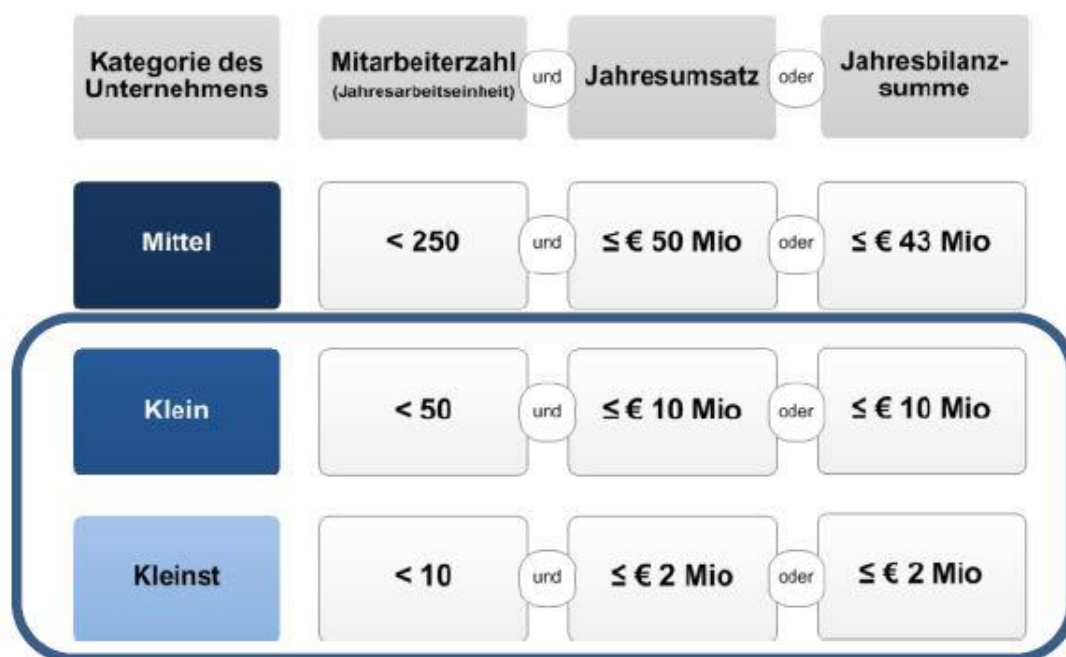 Kategorie des
Unternehmens
Mitarbeiterzahl
(Jahresarbeitseinheit)
und
Jahresumsatz
oder
Jahresbilanz-
summe
Mittel
< 250
und
≤ € 50 Mio
oder
≤ € 43 Mio
Klein
< 50
und
≤ € 10 Mio
oder
≤ € 10 Mio
Kleinst
< 10
und
≤ € 2 Mio
oder
≤ € 2 Mio